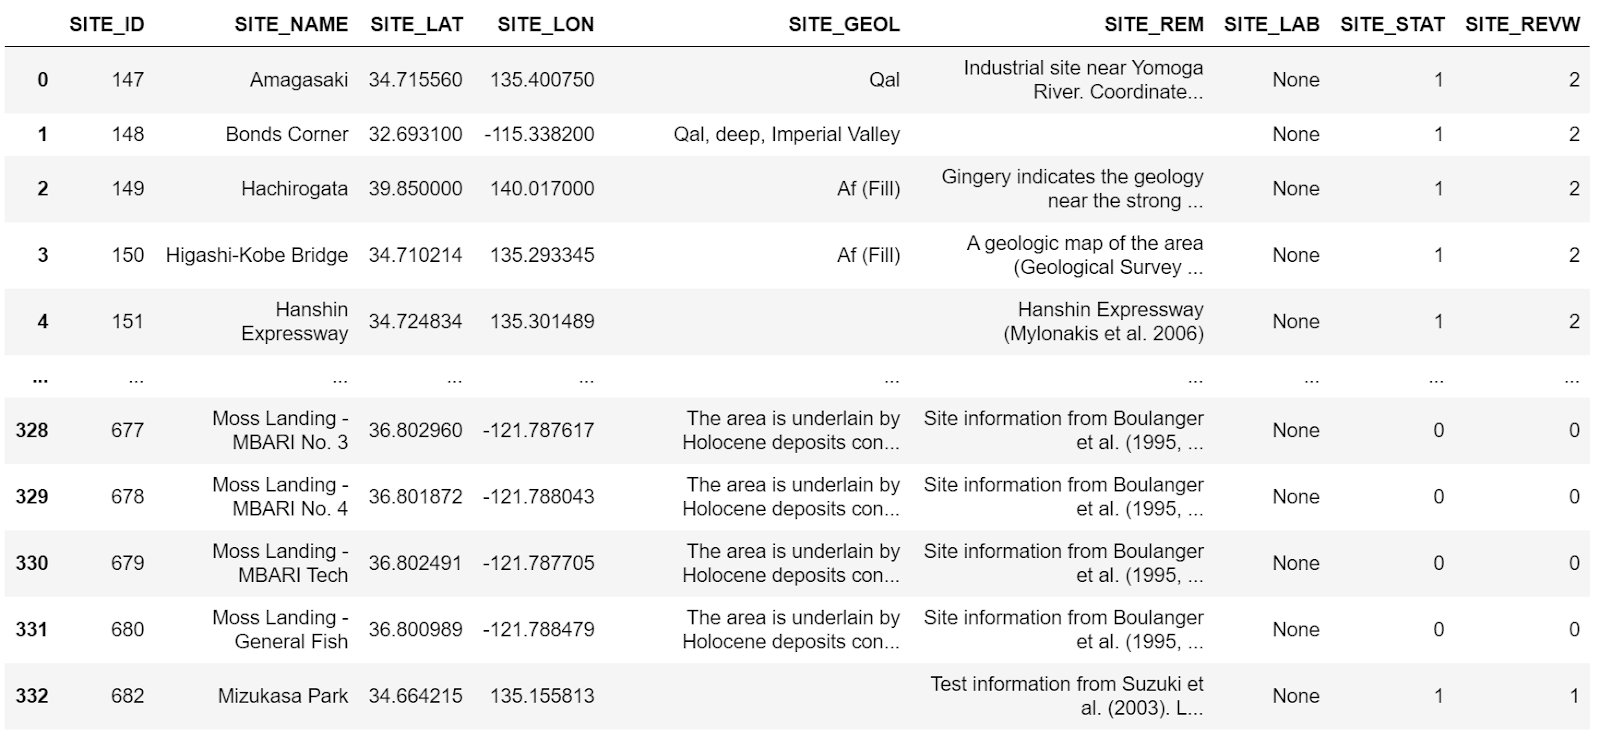 SITE_ID SITE_NAME SITE_LAT SITE_LON SITE_GEOL SITE_REM SITE_LAB SITE_STAT SITE_REVW
0 147 Amagasaki 34.715560 135.400750 Qal Industrial site near Yomoga River. Coordinate... None 1 2
1 148 Bonds Corner 32.693100 -115.338200 Qal, deep, Imperial Valley None 1 2
2 149 Hachirogata 39.850000 140.017000 Af (Fill) Gingery indicates the geology near the strong ... None 1 2
3 150 Higashi-Kobe Bridge 34.710214 135.293345 Af (Fill) A geologic map of the area (Geological Survey ... None 1 2
4 151 Hanshin Expressway 34.724834 135.301489 Hanshin Expressway (Mylonakis et al. 2006) None 1 2
... ... ... ... ... ... ... ... ... ...
328 677 Moss Landing - MBARI No. 3 36.802960 -121.787617 The area is underlain by Holocene deposits con... Site information from Boulanger et al. (1995, ... None 0 0
329 678 Moss Landing - MBARI No. 4 36.801872 -121.788043 The area is underlain by Holocene deposits con... Site information from Boulanger et al. (1995, ... None 0 0
330 679 Moss Landing - MBARI Tech 36.802491 -121.787705 The area is underlain by Holocene deposits con... Site information from Boulanger et al. (1995, ... None 0 0
331 680 Moss Landing - General Fish 36.800989 -121.788479 The area is underlain by Holocene deposits con... Site information from Boulanger et al. (1995, ... None 0 0
332 682 Mizukasa Park 34.664215 135.155813 Test information from Suzuki et al. (2003). L... None 1 1